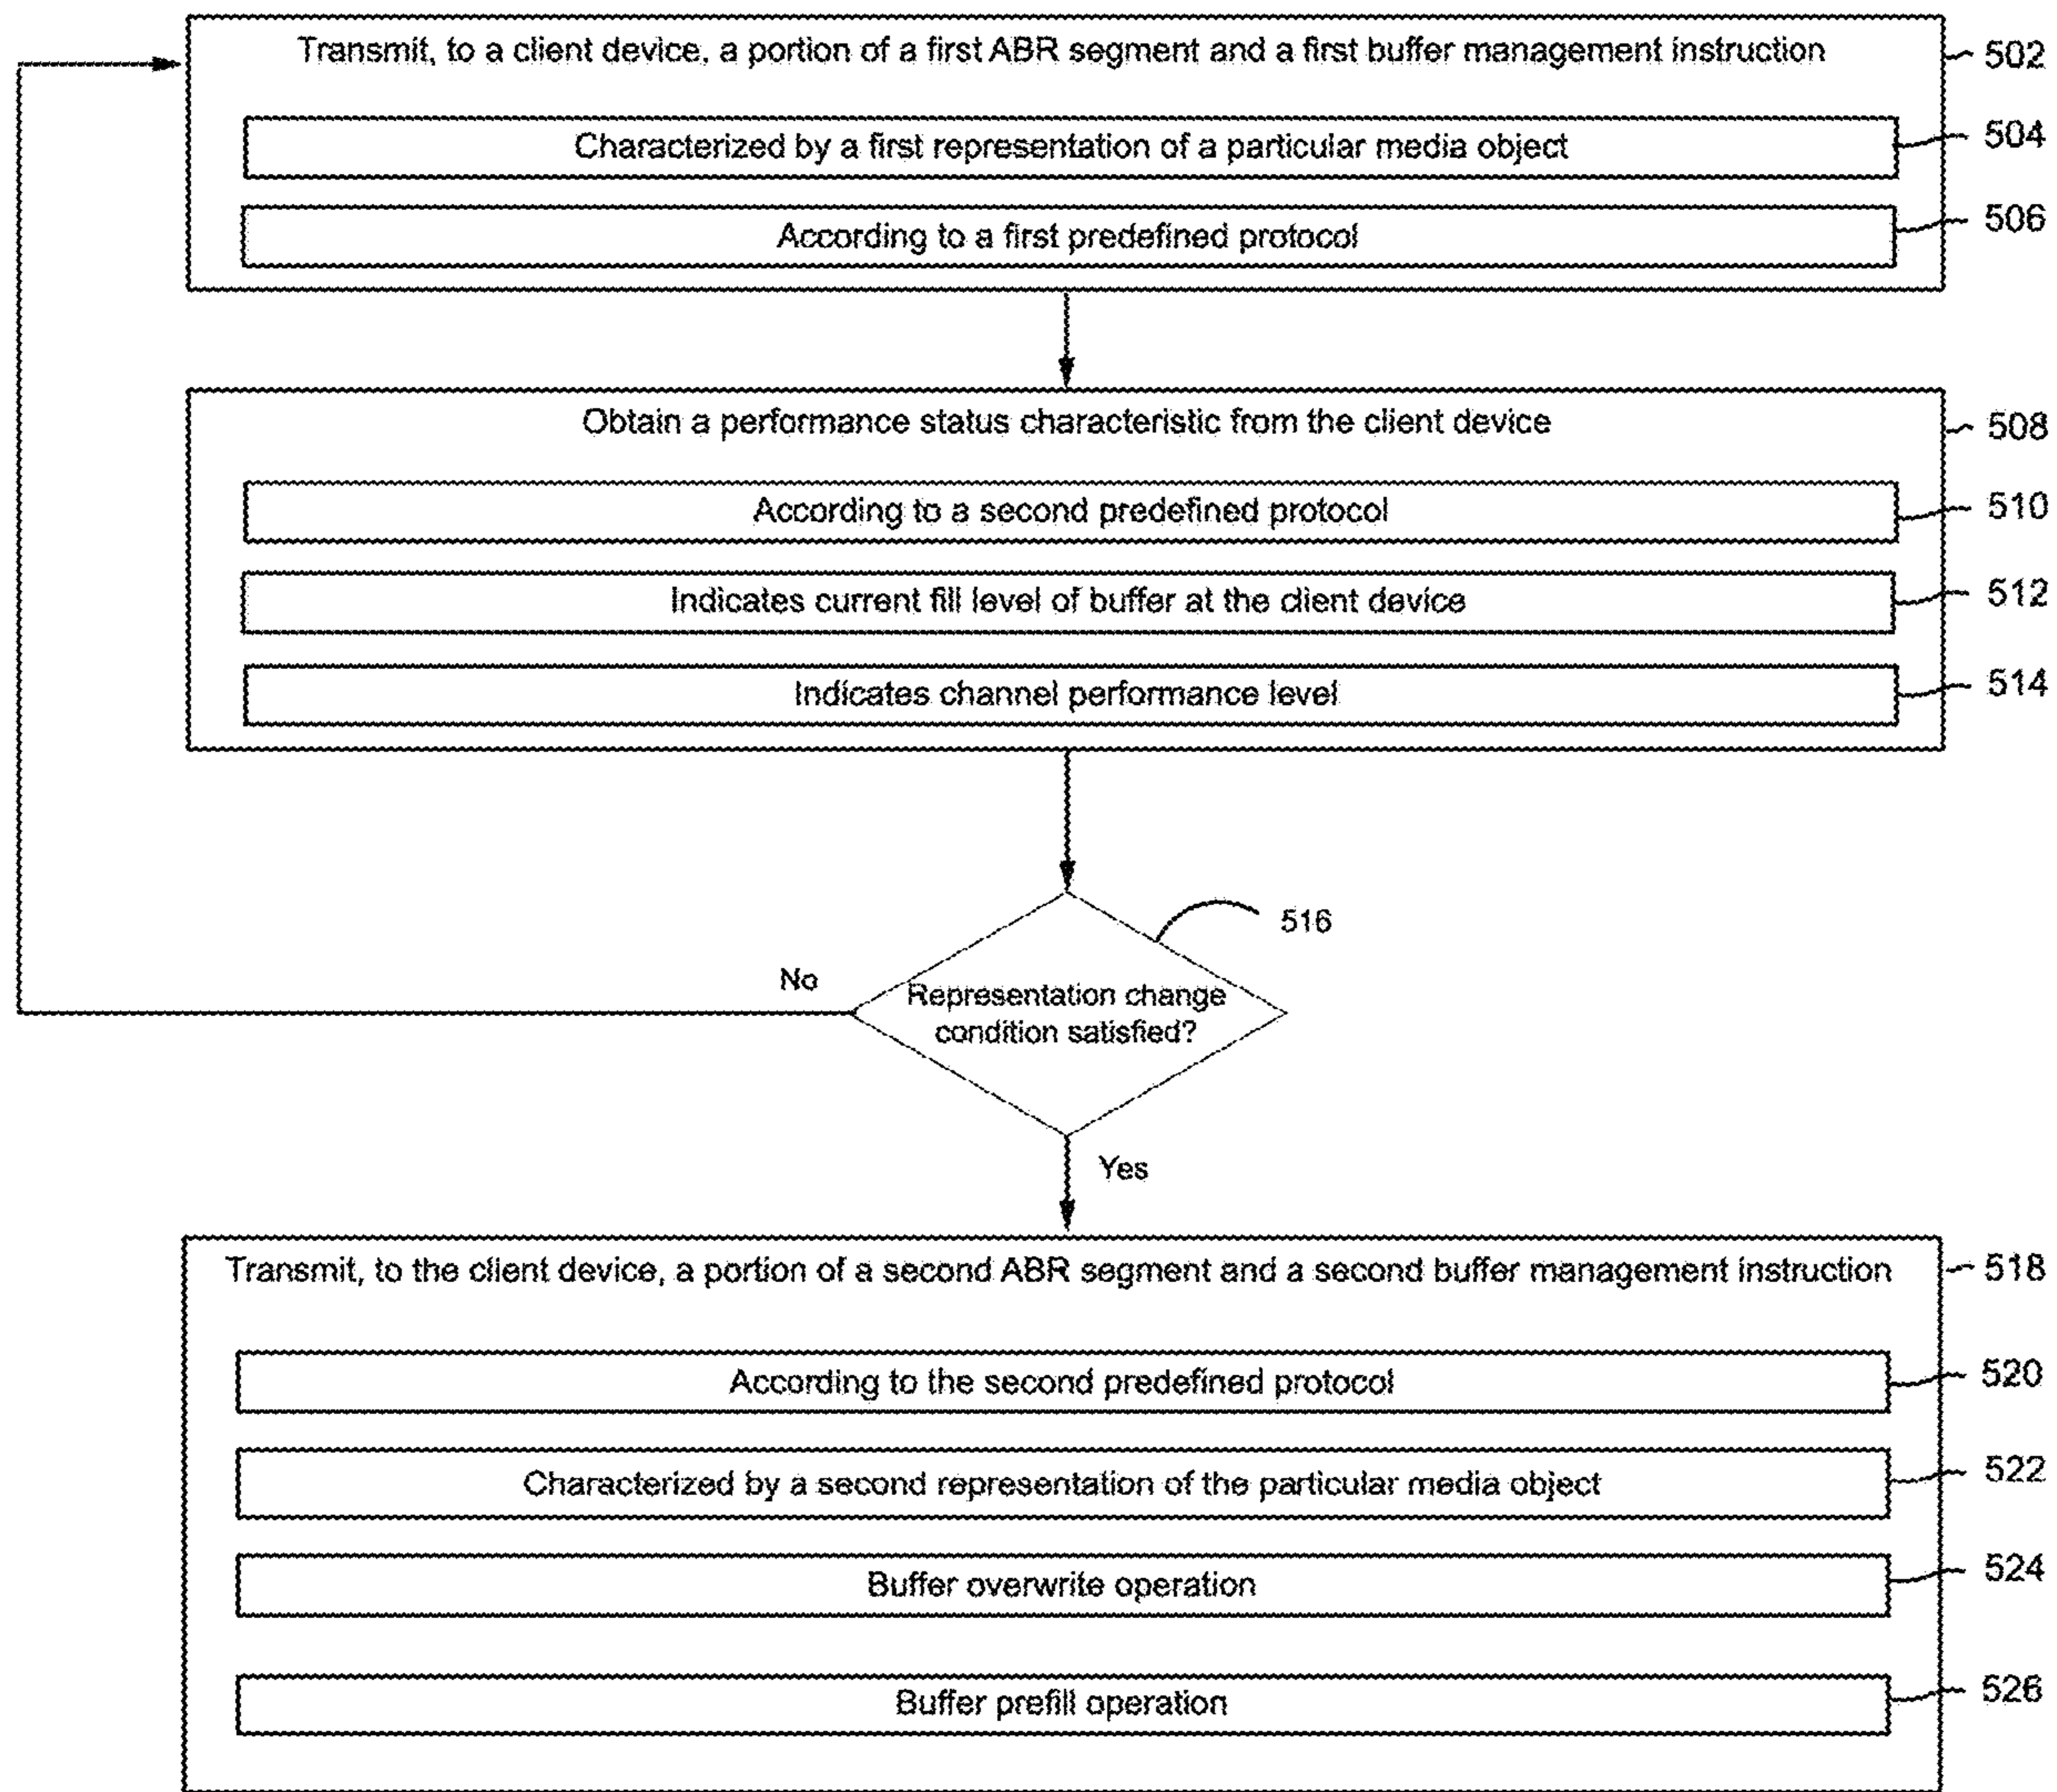 Transmit, to a client device, a portion of a first ABR segment and a first buffer management instruction
502
Characterized by a first representation of a particular media object
504
According to a first predefined protocol
506
Obtain a performance status characteristic from the client device
508
According to a second predefined protocol
510
Indicates current fill level of buffer at the client device
512
Indicates channel performance level
514
516
No
Representation change
condition satisfied?
Yes
Transmit, to the client device, a portion of a second ABR segment and a second buffer management instruction
518
According to the second predefined protocol
520
Characterized by a second representation of the particular media object
522
Buffer overwrite operation
524
Buffer prefill operation
526